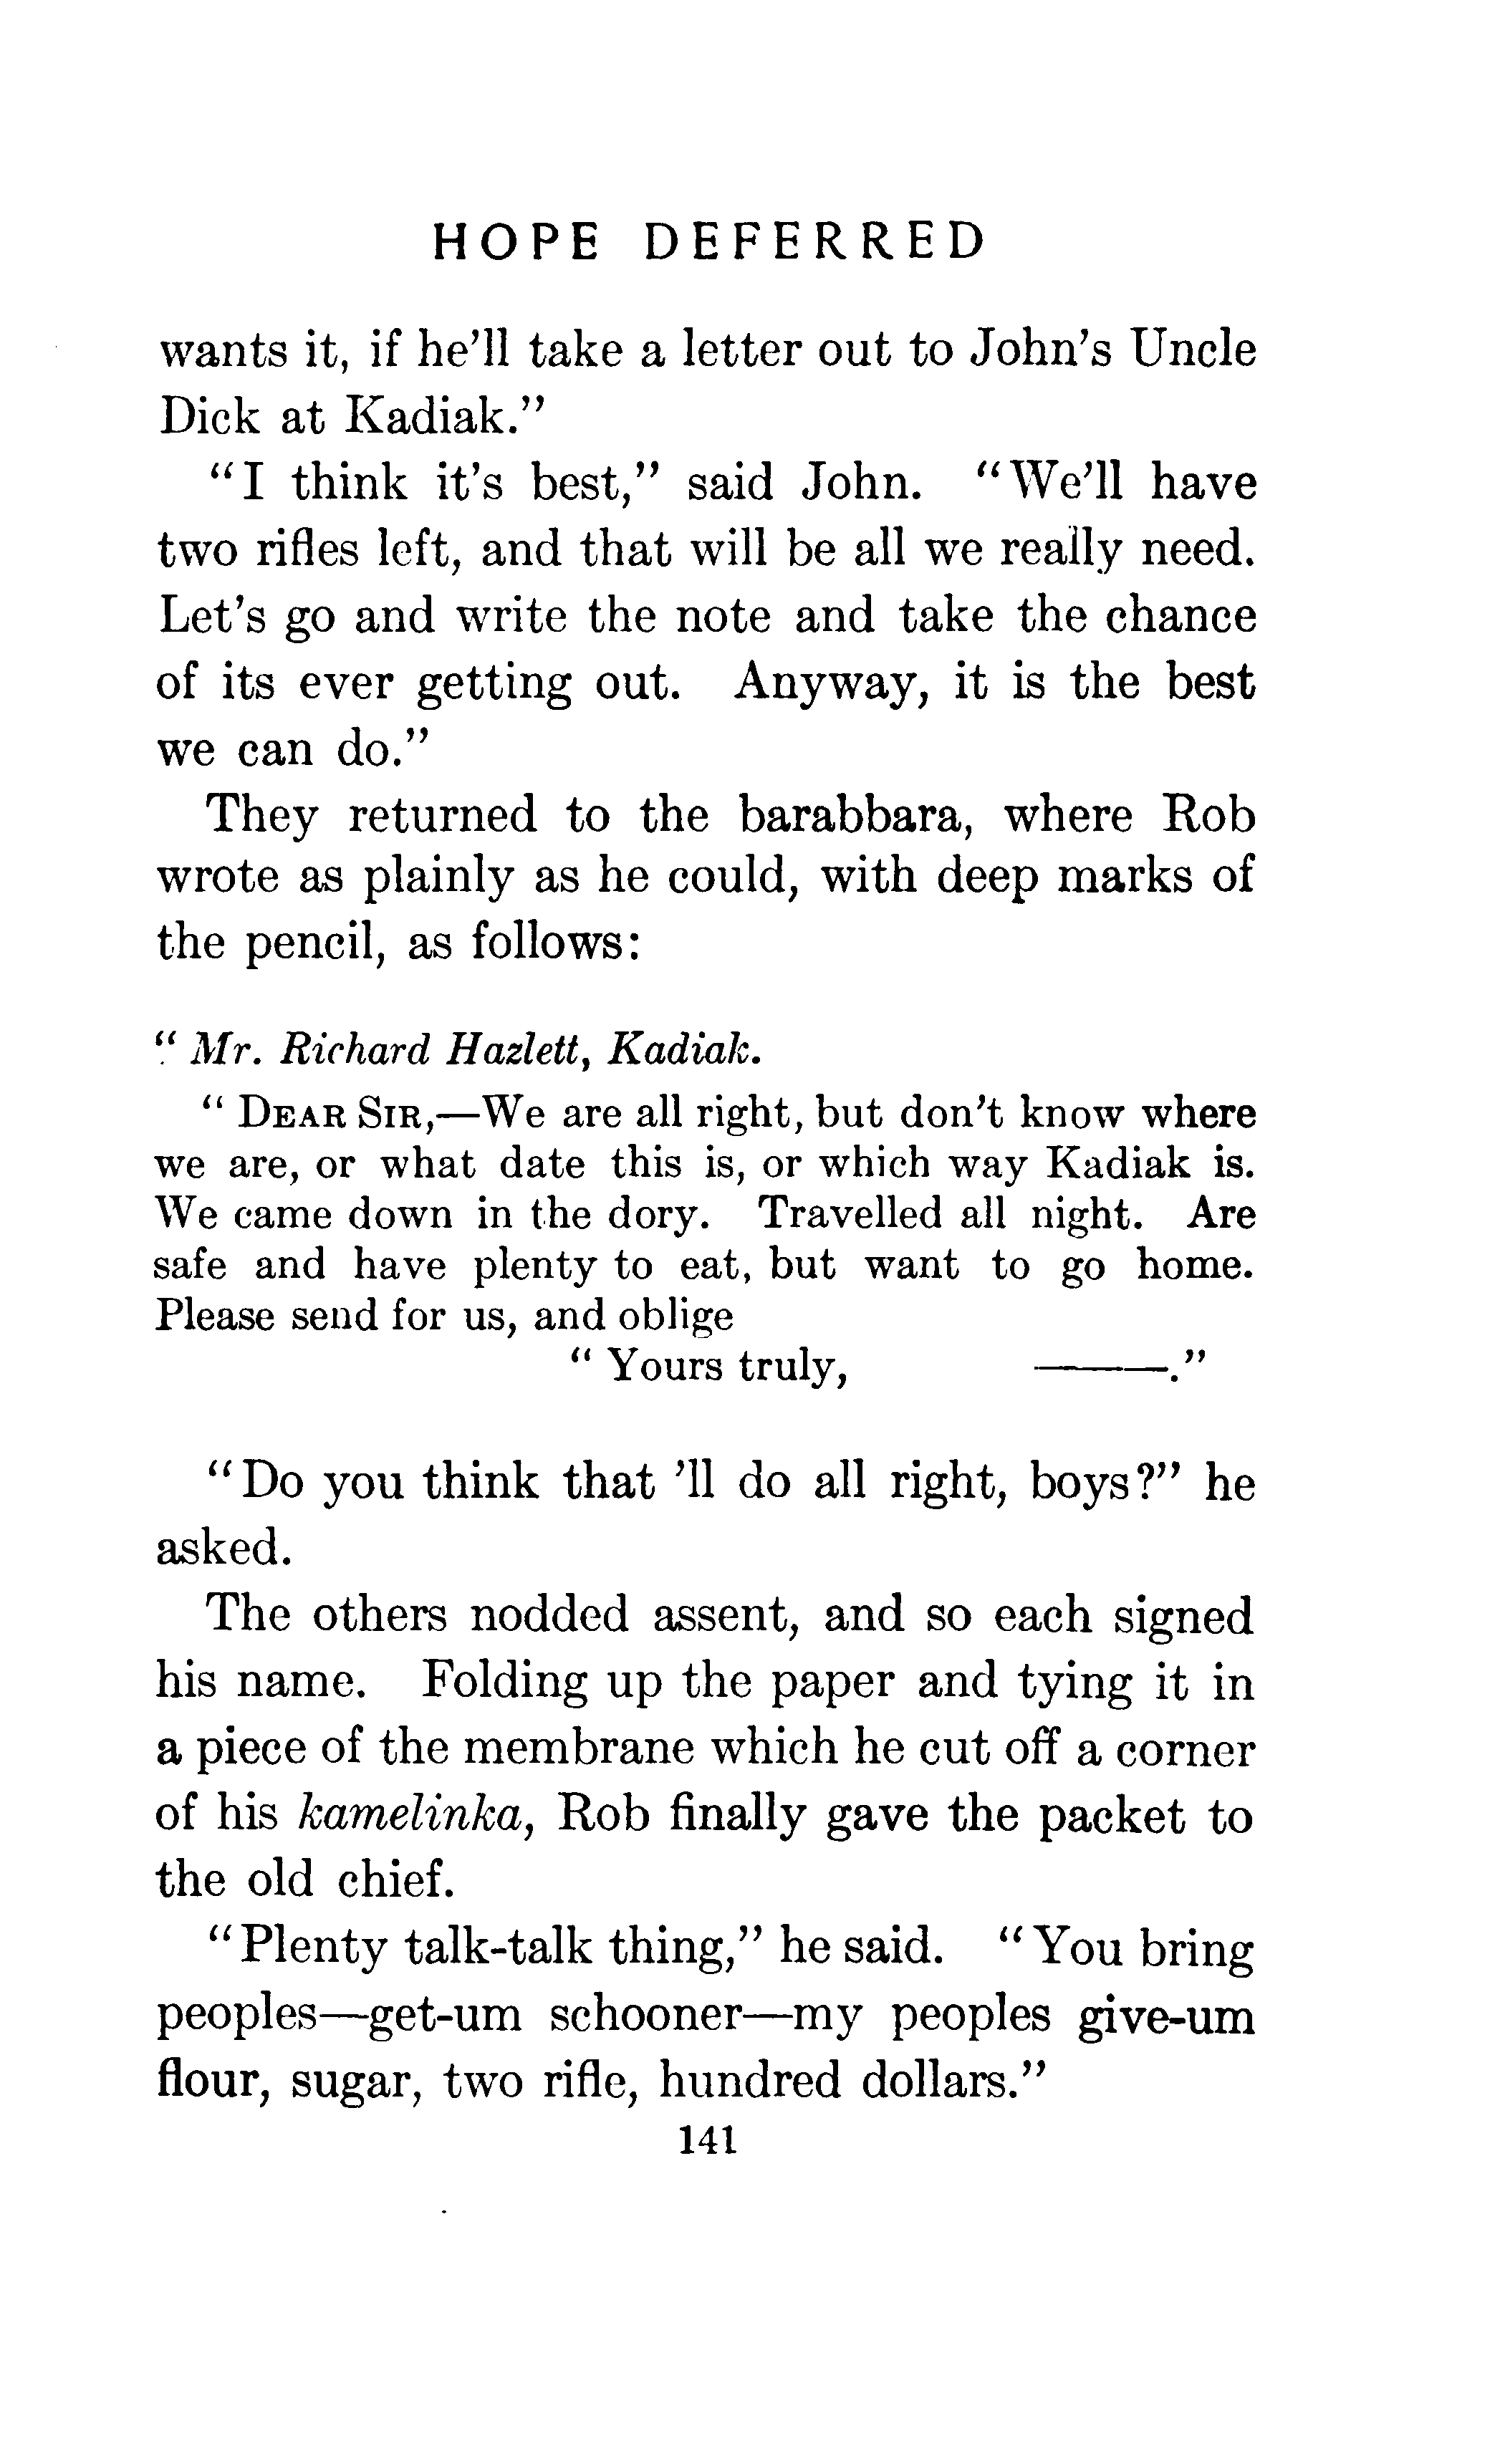 HOPE DEFERRED
wants it, if he'll take a letter out to John's Uncle
Dick at Kadiak."
"I think it's best," said John. "We'll have
two rifles left, and that will be all we really need.
Let's go and write the note and take the chance
of its ever getting out. Anyway, it is the best
we can do."
They returned to the barabbara, where Rob
wrote as plainly as he could, with deep marks of
the pencil, as follows:
"Mr. Richard Hazlett, Kadiak.
"DEAR SIR,—We are all right, but don't know where
we are, or what date this is, or which way Kadiak is.
We came down in the dory. Travelled all night. Are
safe and have plenty to eat, but want to go home.
Please send for us, and oblige
"Yours truly, ———."
"Do you think that 'll do all right, boys?" he
asked.
The others nodded assent, and so each signed
his name. Folding up the paper and tying it in
a piece of the membrane which he cut off a corner
of his kamelinka, Rob finally gave the packet to
the old chief.
"Plenty talk-talk thing," he said. "You bring
peoples—get-um schooner—my peoples give-um
flour, sugar, two rifle, hundred dollars."
141